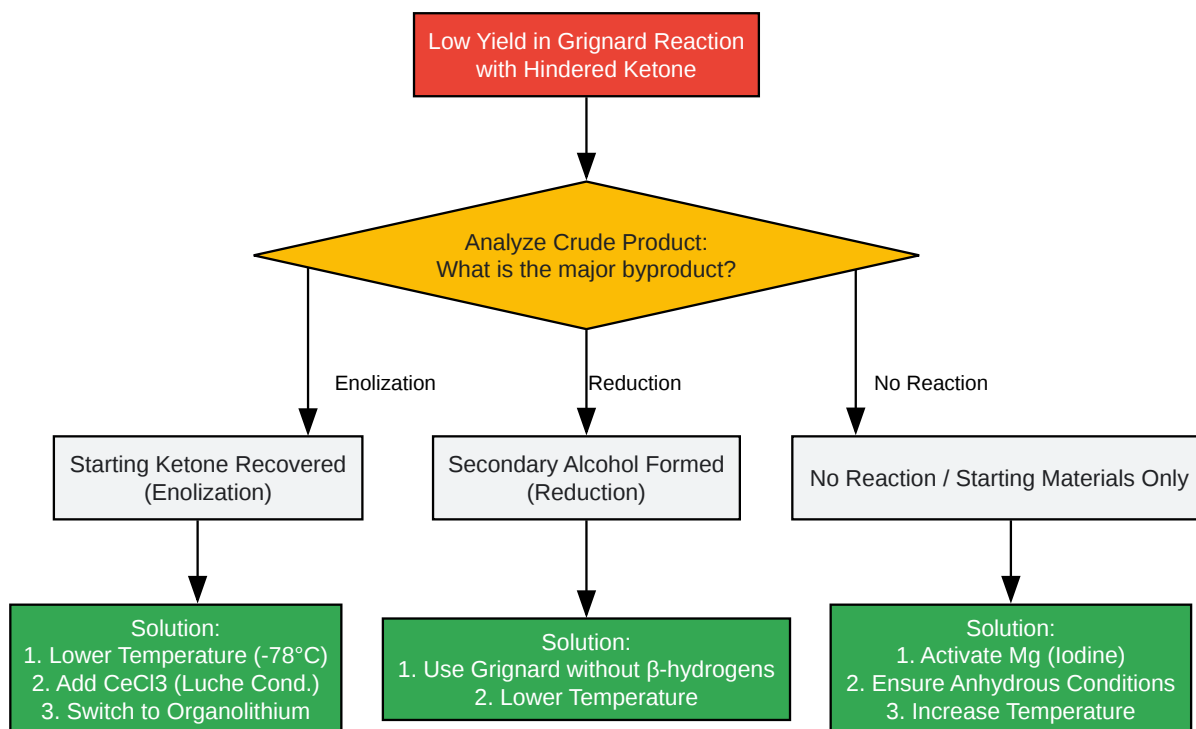 Low Yield in Grignard Reaction
with Hindered Ketone
Analyze Crude Product:
What is the major byproduct?
Enolization
Reduction
No Reaction
Starting Ketone Recovered
(Enolization)
Secondary Alcohol Formed
(Reduction)
No Reaction / Starting Materials Only
Solution:
1. Lower Temperature (-78°C)
2. Add CeCl3 (Luche Cond.)
3. Switch to Organolithium
Solution:
1. Use Grignard without β-hydrogens
2. Lower Temperature
Solution:
1. Activate Mg (Iodine)
2. Ensure Anhydrous Conditions
3. Increase Temperature